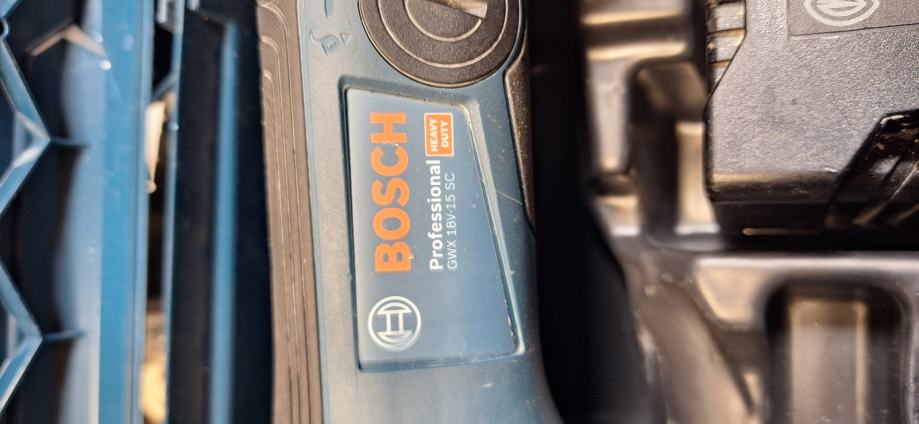 BOSCH
HEAVY
DUTY
Professional
GWX 18V-15 SC